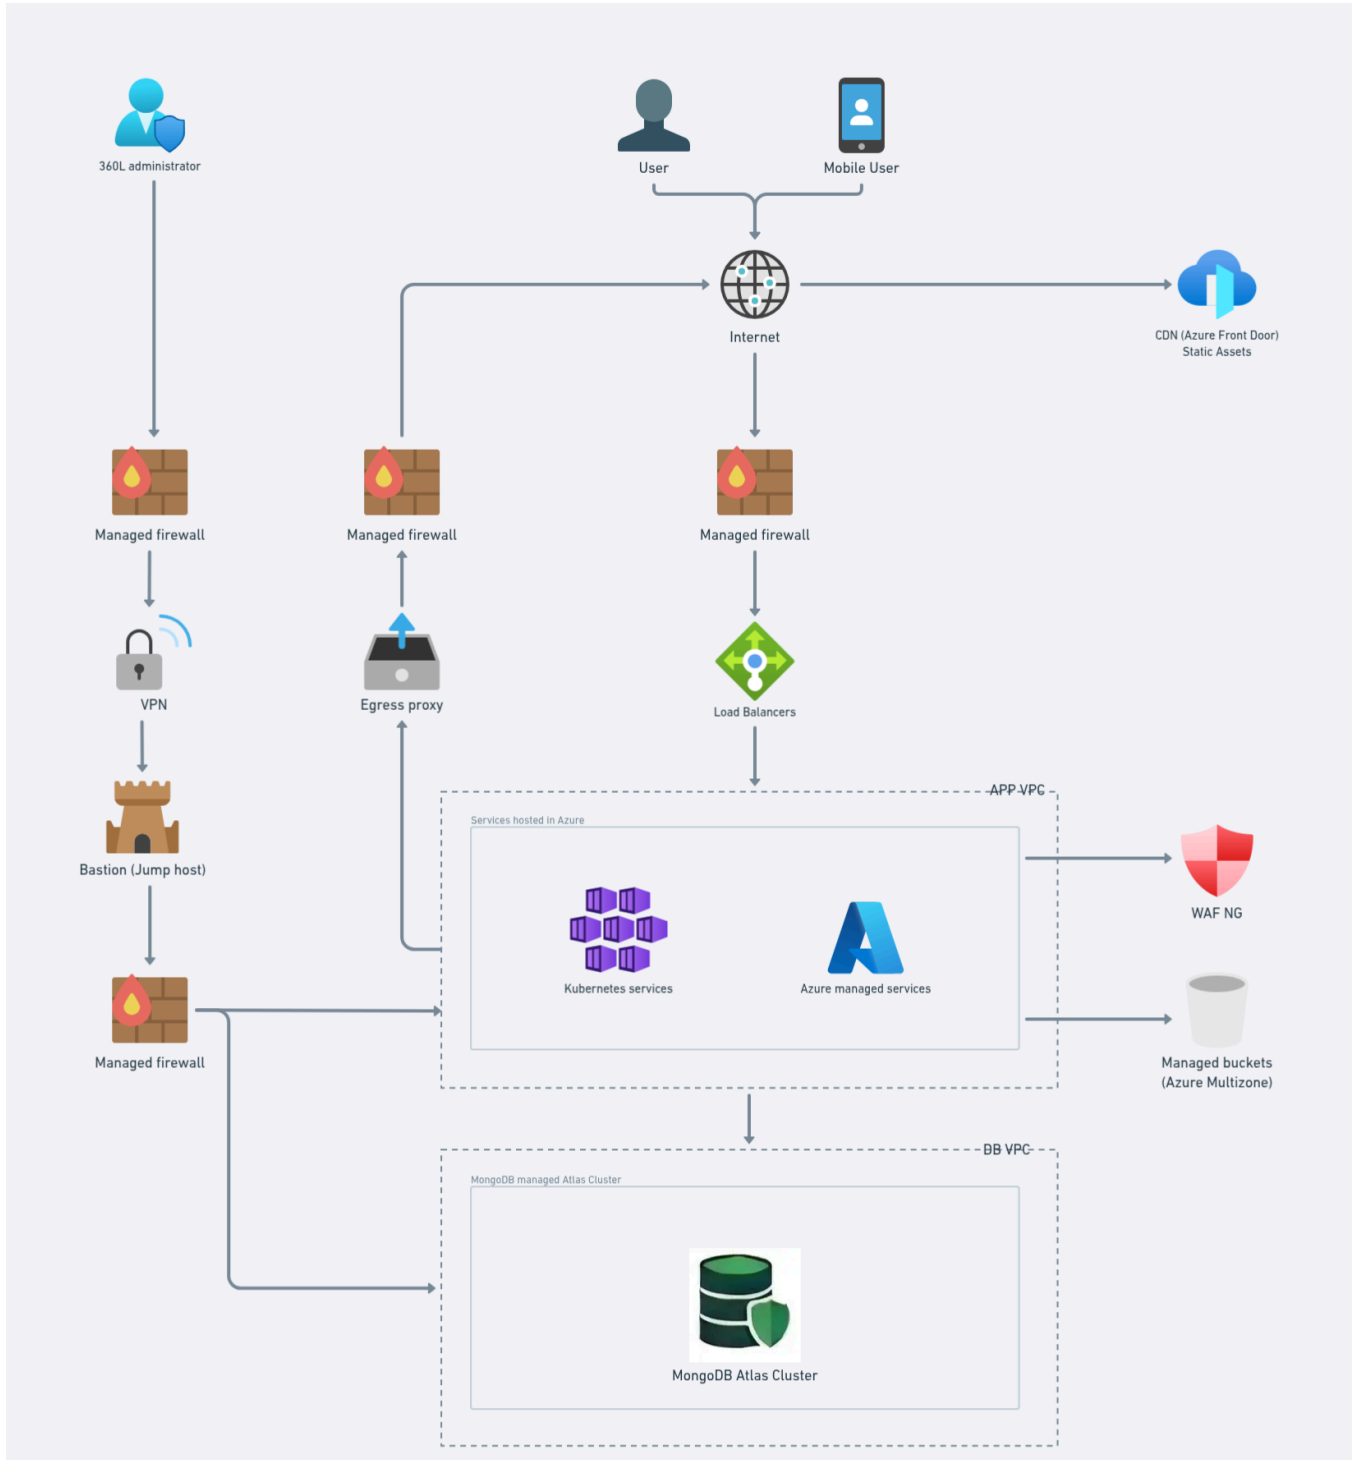 360L administrator
User
Mobile User
Internet
CDN (Azure Front Door)
Static Assets
Managed firewall
Managed firewall
Managed firewall
VPN
Egress proxy
Load Balancers
APP VPC
Services hosted in Azure
Bastion (Jump host)
WAF NG
Kubernetes services
Azure managed services
Managed firewall
Managed buckets
(Azure Multizone)
DB VPC
MongoDB managed Atlas Cluster
MongoDB Atlas Cluster